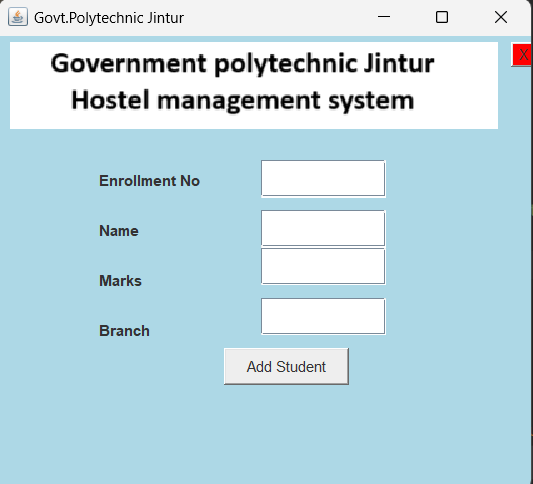 Govt.Polytechnic Jintur
Government polytechnic Jintur
Hostel management system
X
Enrollment No
Name
Marks
Branch
Add Student